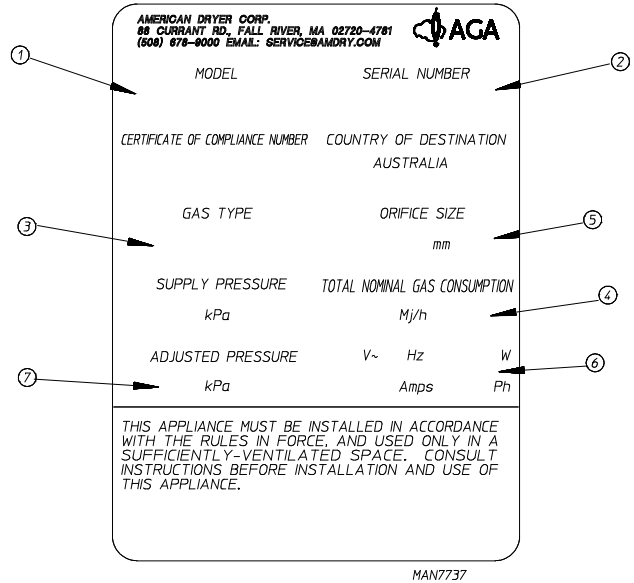 AMERICAN DRYER CORP.
88 CURRANT RD., FALL RIVER, MA 02720-4781
(508) 678-9000 EMAIL: SERVICE@AMDRY.COM
AGA
1
2
MODEL
SERIAL NUMBER
CERTIFICATE OF COMPLIANCE NUMBER
COUNTRY OF DESTINATION
AUSTRALIA
GAS TYPE
ORIFICE SIZE
3
5
mm
SUPPLY PRESSURE
TOTAL NOMINAL GAS CONSUMPTION
4
kPa
Mj/h
ADJUSTED PRESSURE
V~ Hz W
6
7
kPa
Amps Ph
THIS APPLIANCE MUST BE INSTALLED IN ACCORDANCE
WITH THE RULES IN FORCE, AND USED ONLY IN A
SUFFICIENTLY-VENTILATED SPACE. CONSULT
INSTRUCTIONS BEFORE INSTALLATION AND USE OF
THIS APPLIANCE.
MAN7737